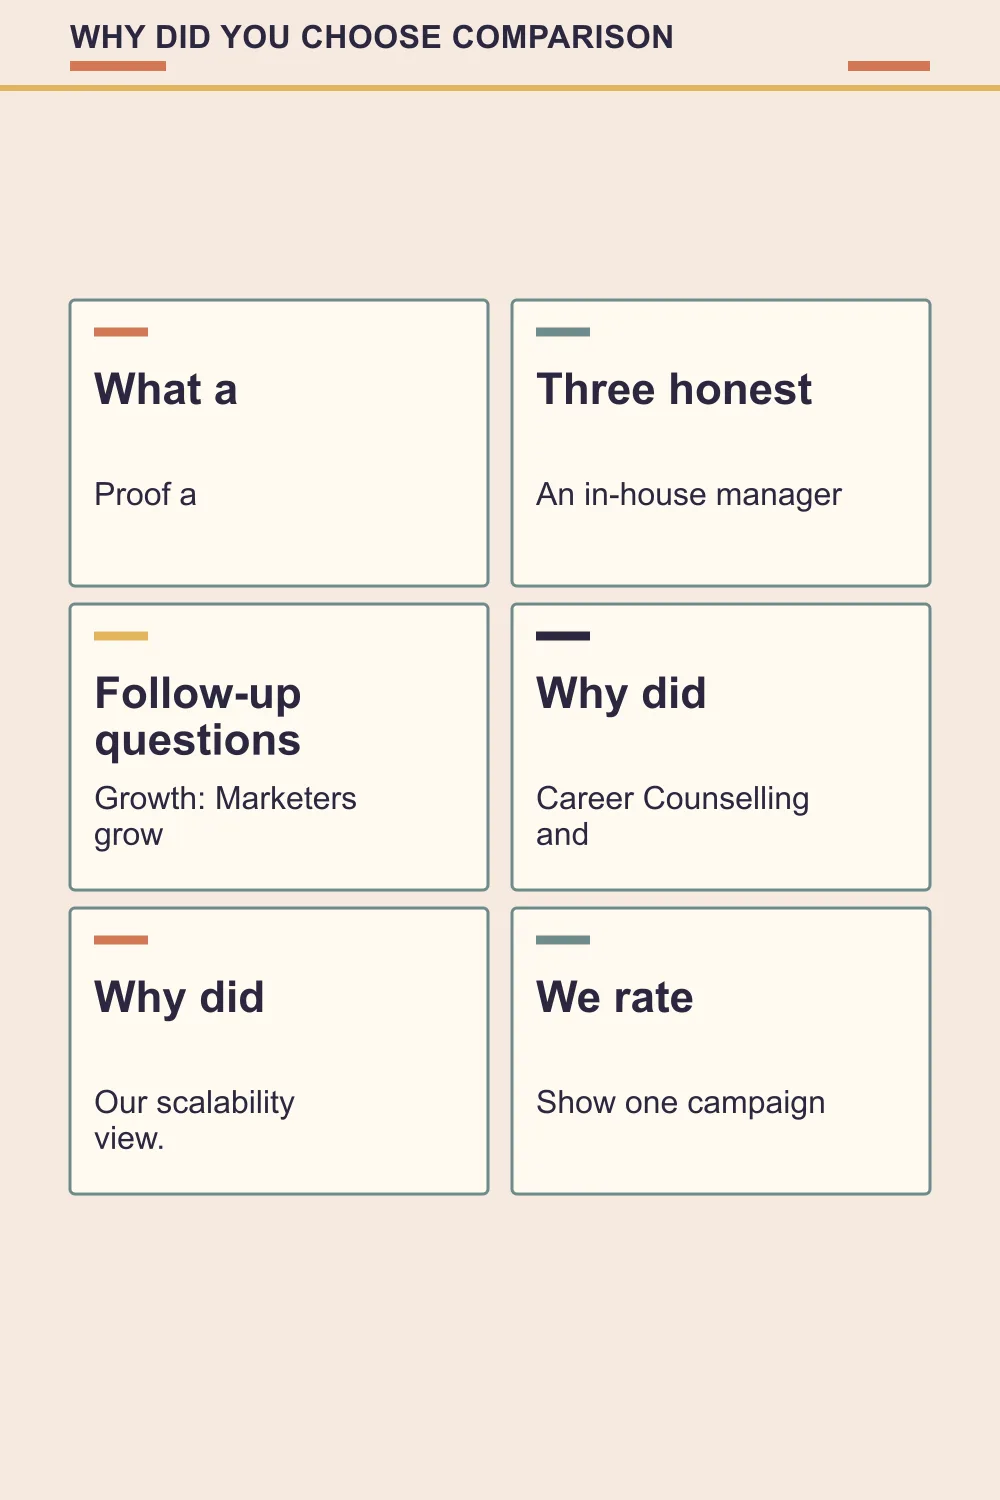 WHY DID YOU CHOOSE COMPARISON
What a
Proof a
Three honest
An in-house manager
Follow-up
questions
Growth: Marketers
grow
Why did
Career Counselling
and
Why did
Our scalability
view.
We rate
Show one campaign